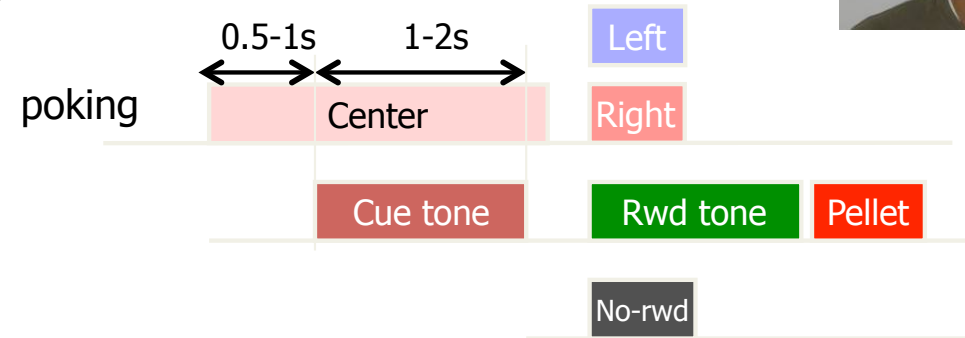 0.5-1s 1-2s Left
poking Center Right
Cue tone Rwd tone Pellet
No-rwd